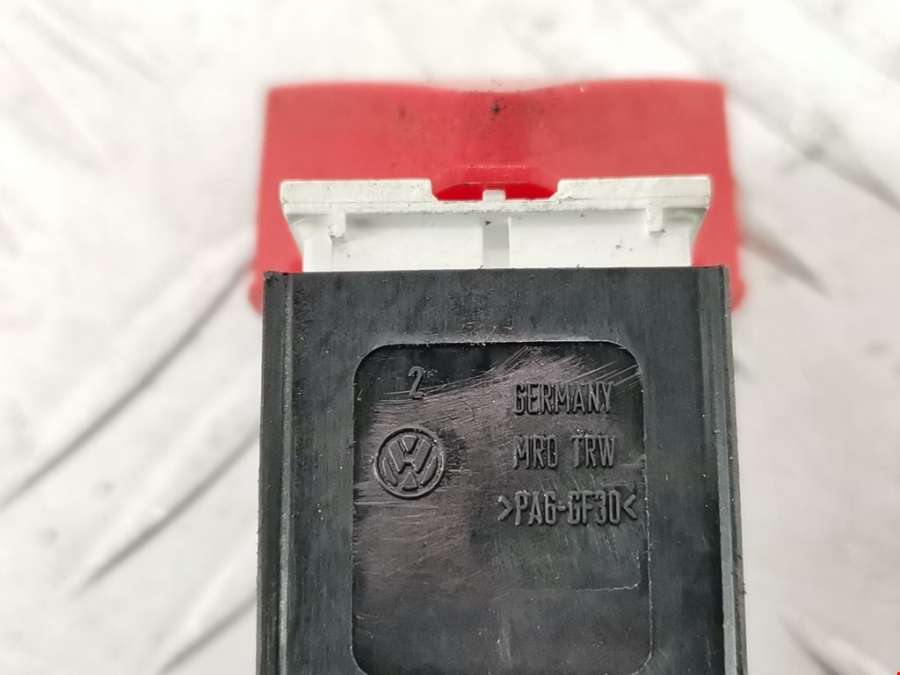 2
GERMANY
MRD TRW
>PA6-GF30<